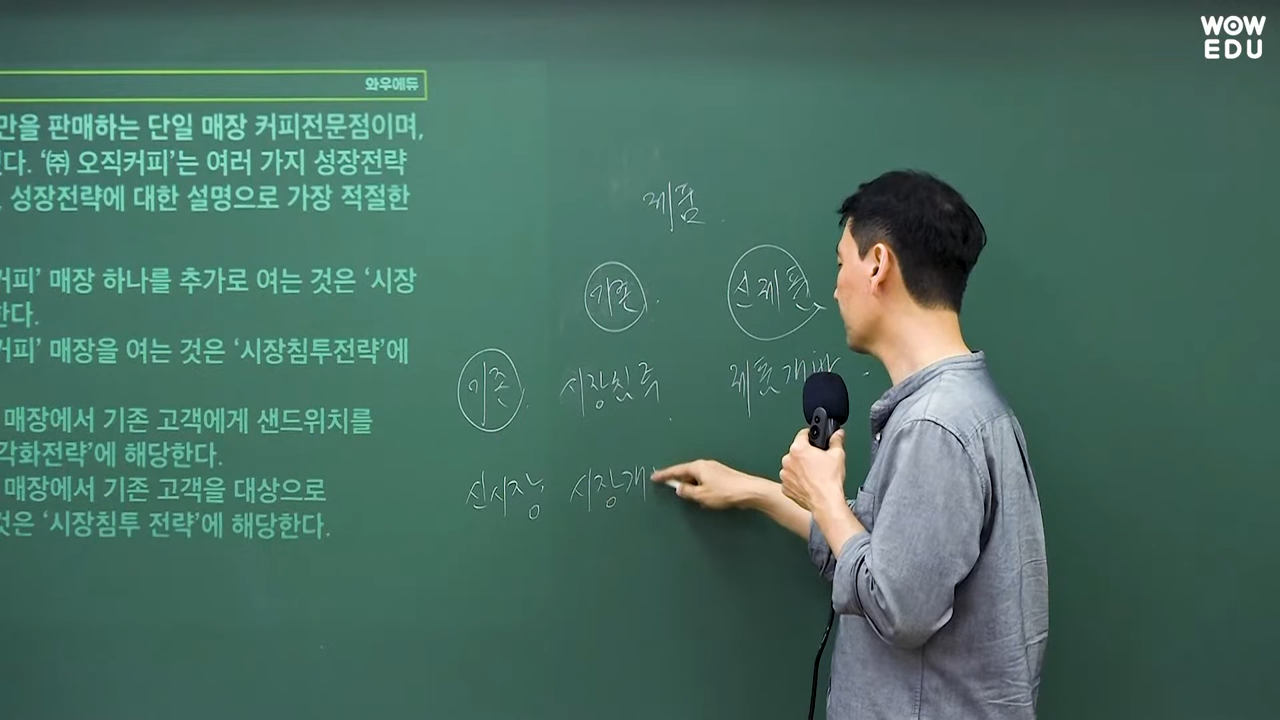 WOW
EDU
와우에듀
만을 판매하는 단일 매장 커피전문점이며,
다. ‘㈜ 오직커피’는 여러 가지 성장전략
성장전략에 대한 설명으로 가장 적절한
커피’ 매장 하나를 추가로 여는 것은 ‘시장
한다.
커피’ 매장을 여는 것은 ‘시장침투전략’에
매장에서 기존 고객에게 샌드위치를
각화전략’에 해당한다.
매장에서 기존 고객을 대상으로
것은 ‘시장침투 전략’에 해당한다.
제품
기존 신제품
기존 시장침투 제품개발
신시장 시장개